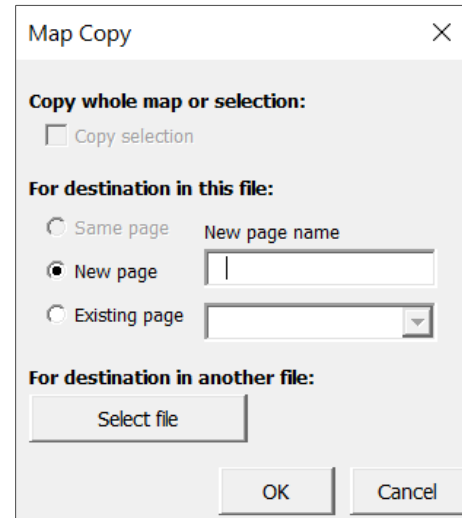 Map Copy
Copy whole map or selection:
Copy selection
For destination in this file:
Same page
New page name
New page
Existing page
For destination in another file:
Select file
OK
Cancel